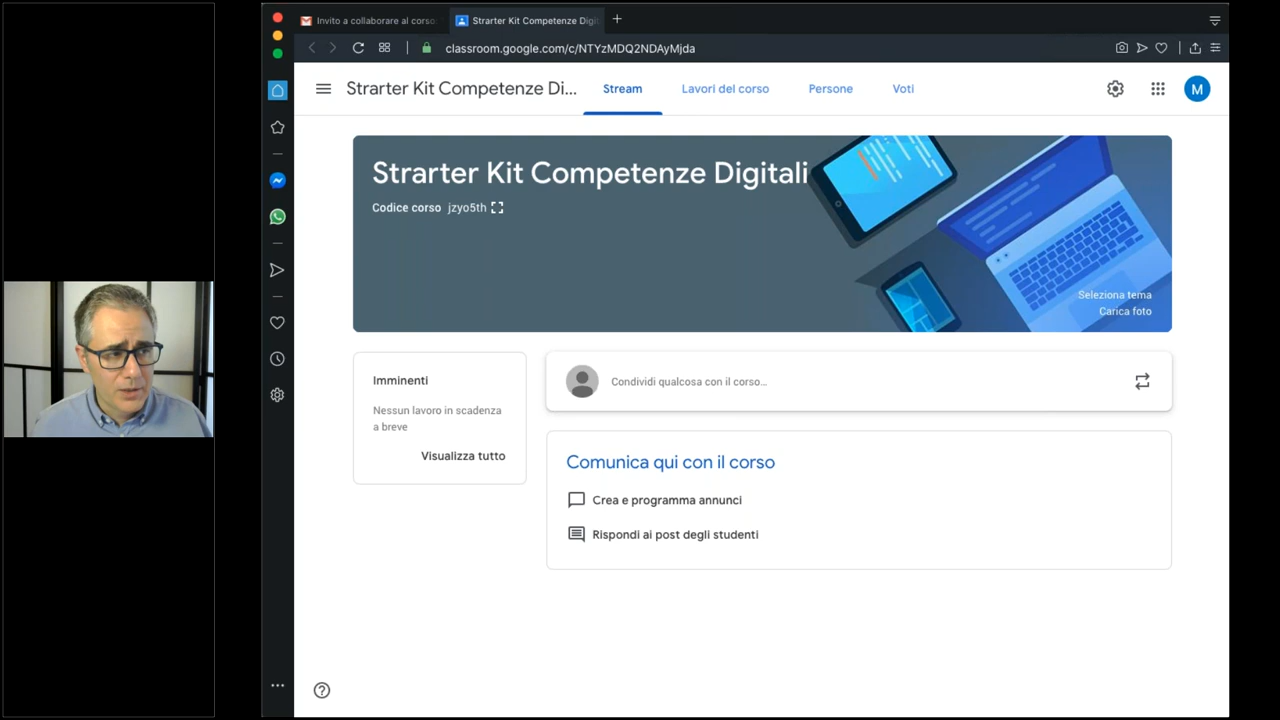 Invito a collaborare al corso:
Strarter Kit Competenze Digit
classroom.google.com/c/NTYzMDQ2NDAyMjda
Strarter Kit Competenze Di...
Stream
Lavori del corso
Persone
Voti
M
Strarter Kit Competenze Digitali
Codice corso jzyo5th
Seleziona tema
Carica foto
Imminenti
Nessun lavoro in scadenza
a breve
Visualizza tutto
Condividi qualcosa con il corso...
Comunica qui con il corso
Crea e programma annunci
Rispondi ai post degli studenti